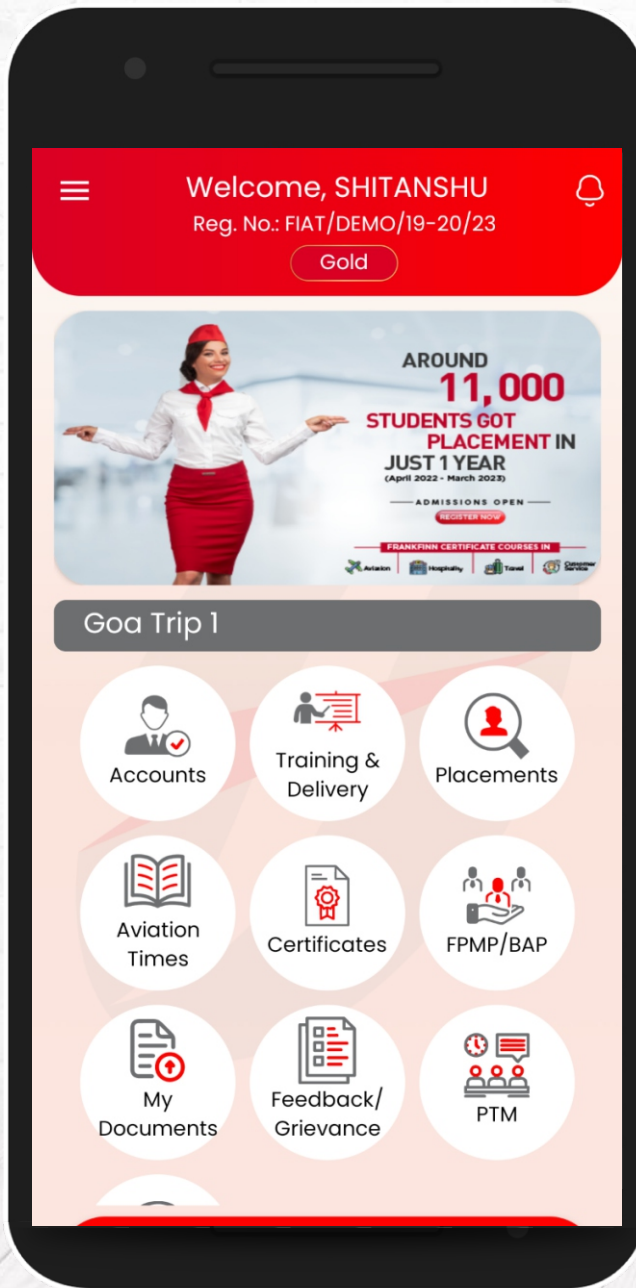 Welcome, SHITANSHU
Reg. No.: FIAT/DEMO/19-20/23
Gold
AROUND
11,000
STUDENTS GOT
PLACEMENT IN
JUST 1 YEAR
(April 2022 - March 2023)
ADMISSIONS OPEN
REGISTER NOW
FRANKFINN CERTIFICATE COURSES IN
Aviation Hospitality Travel Customer Service
Goa Trip 1
Accounts
Training &
Delivery
Placements
Aviation
Times
Certificates
FPMP/BAP
My
Documents
Feedback/
Grievance
PTM